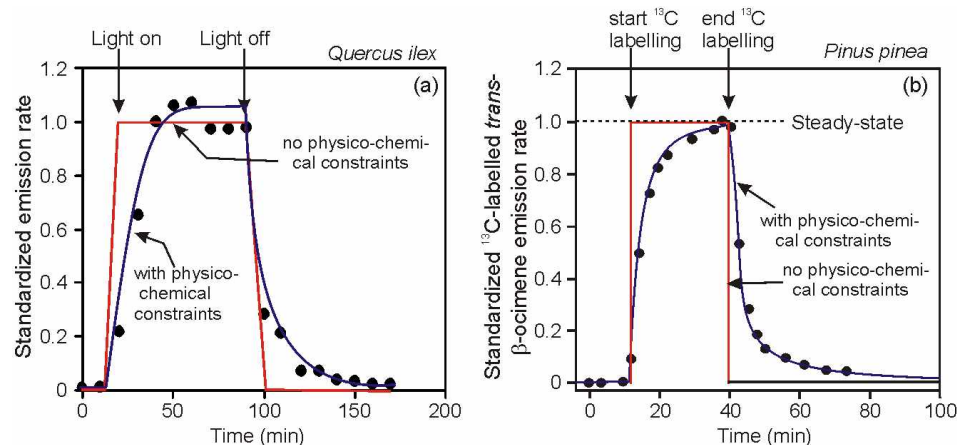 Light on
Light off
Quercus ilex
(a)
Standardized emission rate
1.2
1.0
0.8
0.6
0.4
0.2
0
no physico-chemi-
cal constraints
with physico-
chemical
constraints
0
50
100
150
200
Time (min)
start ¹³C
labelling
end ¹³C
labelling
Pinus pinea
(b)
Standardized ¹³C-labelled trans-
β-ocimene emission rate
1.2
1.0
0.8
0.6
0.4
0.2
0
Steady-state
with physico-chemi-
cal constraints
no physico-chemi-
cal constraints
0
20
40
60
80
100
Time (min)